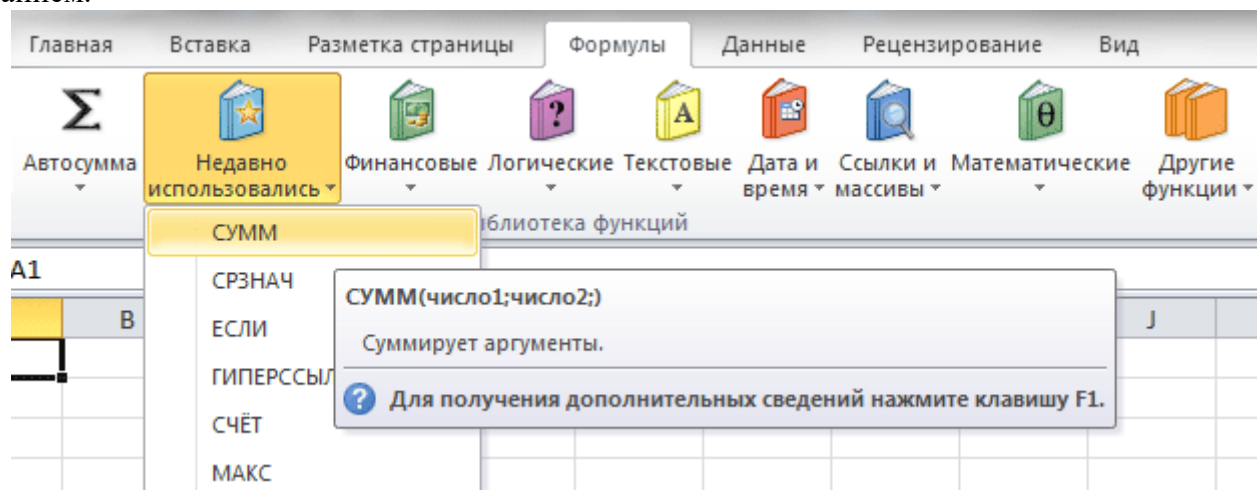 Главная Вставка Разметка страницы Формулы Данные Рецензирование Вид
Σ ? A θ
Автосумма Недавно использовались Финансовые Логические Текстовые Дата и время Ссылки и массивы Математические Другие функции
СУММ
функций
A1
СРЗНАЧ
СУММ(число1;число2;)
B J
ЕСЛИ
Суммирует аргументы.
? Для получения дополнительных сведений нажмите клавишу F1.
СЧЁТ
МАКС